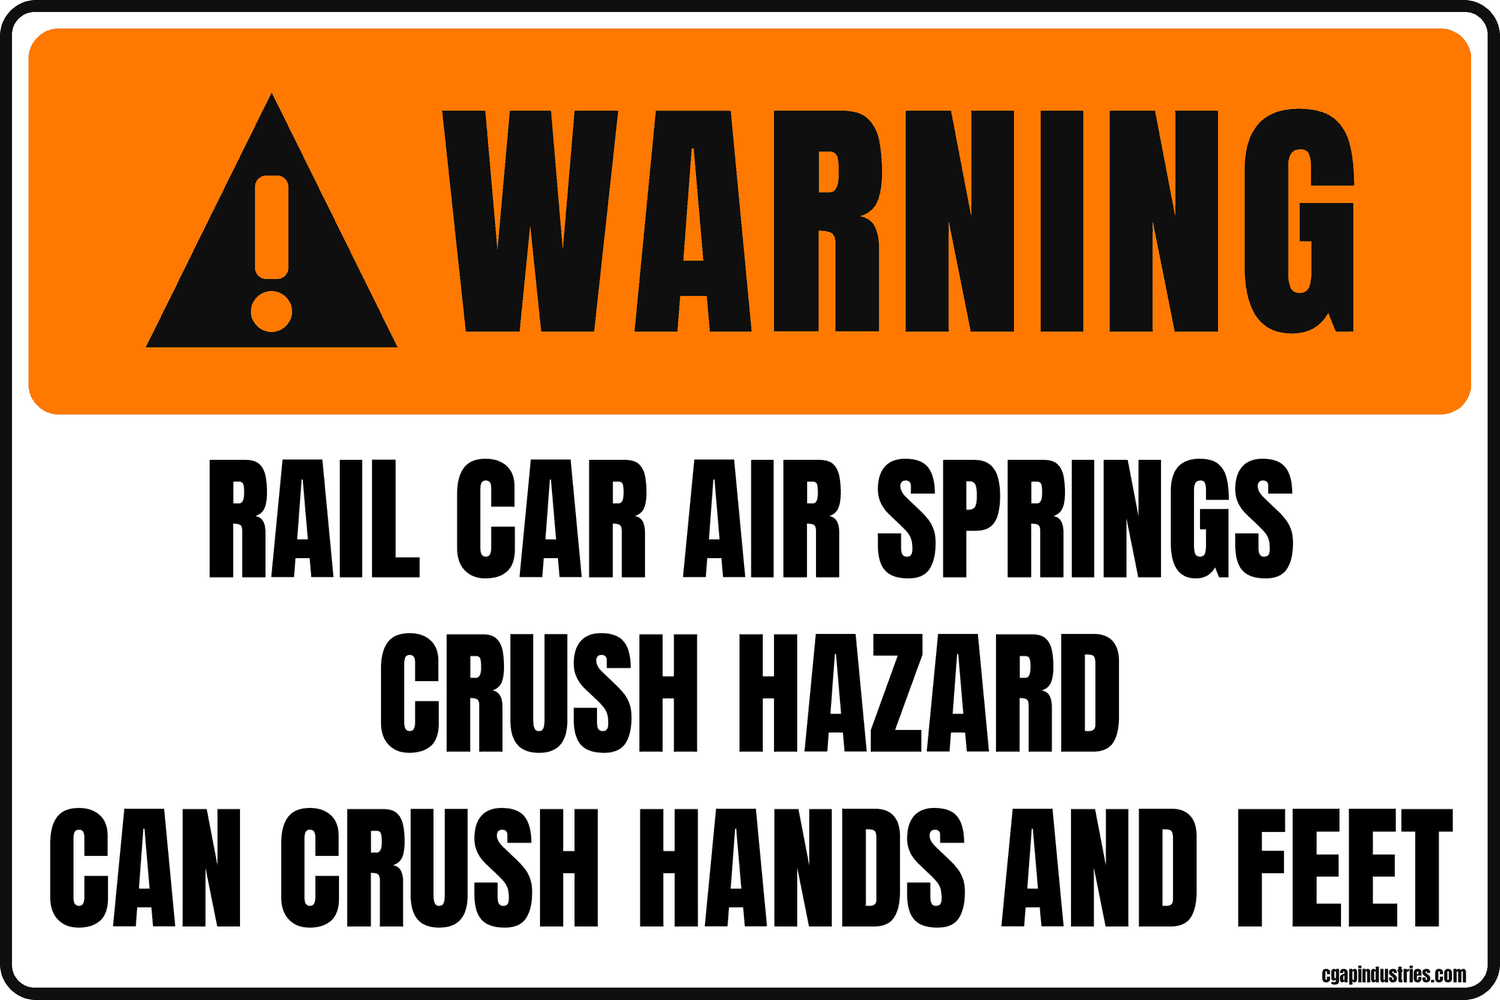 WARNING
RAIL CAR AIR SPRINGS
CRUSH HAZARD
CAN CRUSH HANDS AND FEET
cgapindustries.com